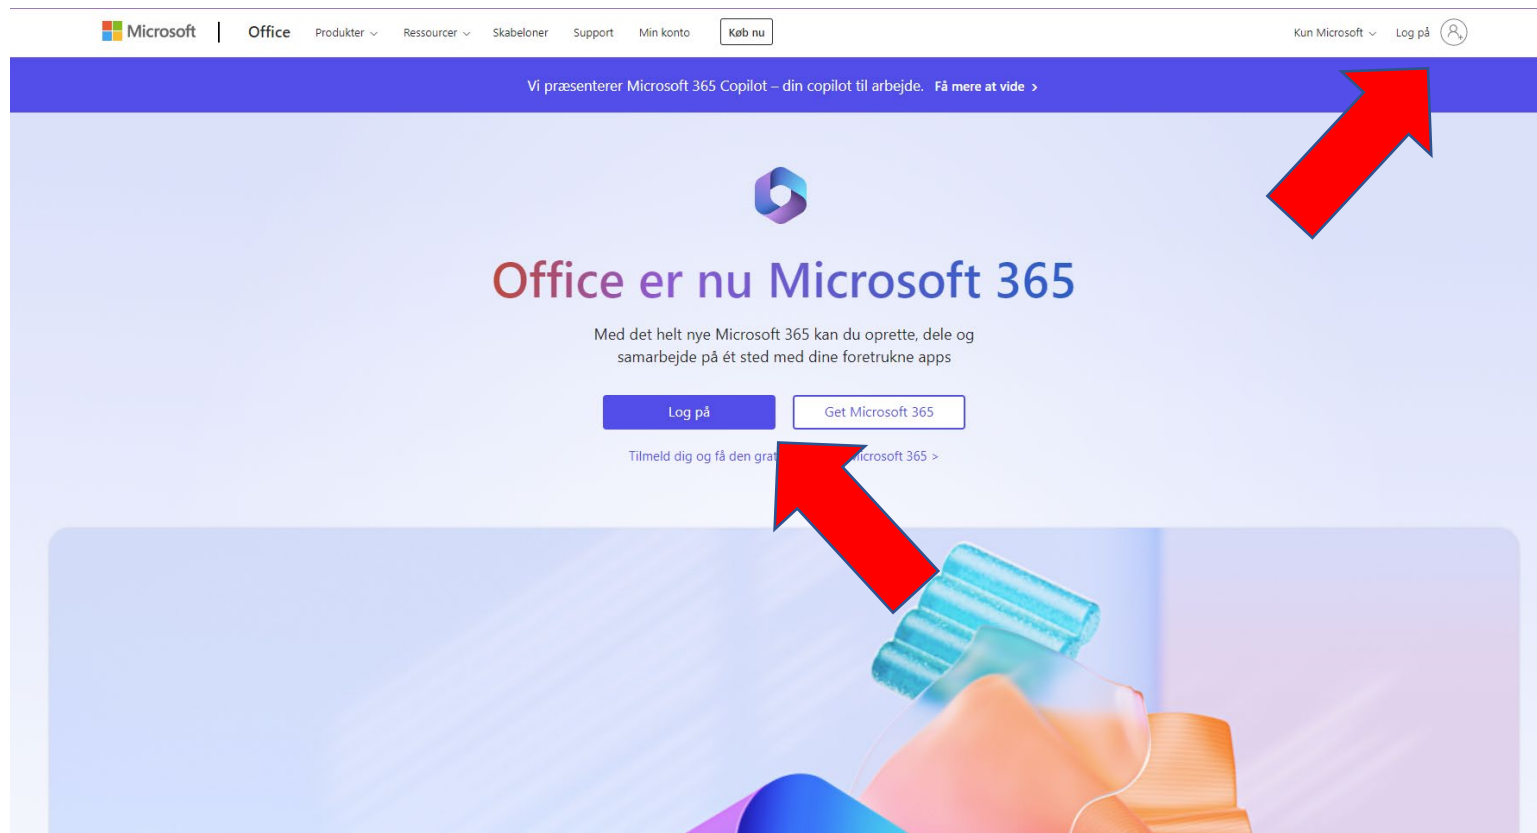 Microsoft | Office Produkter Ressourcer Skabeloner Support Min konto Køb nu Kun Microsoft Log på
Vi præsenterer Microsoft 365 Copilot – din copilot til arbejde. Få mere at vide >
Office er nu Microsoft 365
Med det helt nye Microsoft 365 kan du oprette, dele og
samarbejde på ét sted med dine foretrukne apps
Log på Get Microsoft 365
Tilmeld dig og få den Microsoft 365 >